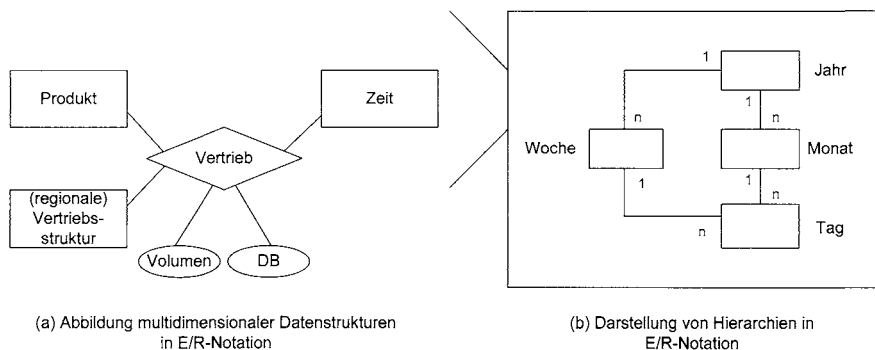 Produkt
Zeit
Vertrieb
(regionale)
Vertriebs-
struktur
Volumen
DB
(a) Abbildung multidimensionaler Datenstrukturen
in E/R-Notation
1
Jahr
1
n
n
Woche
Monat
1
1
n
n
Tag
(b) Darstellung von Hierarchien in
E/R-Notation